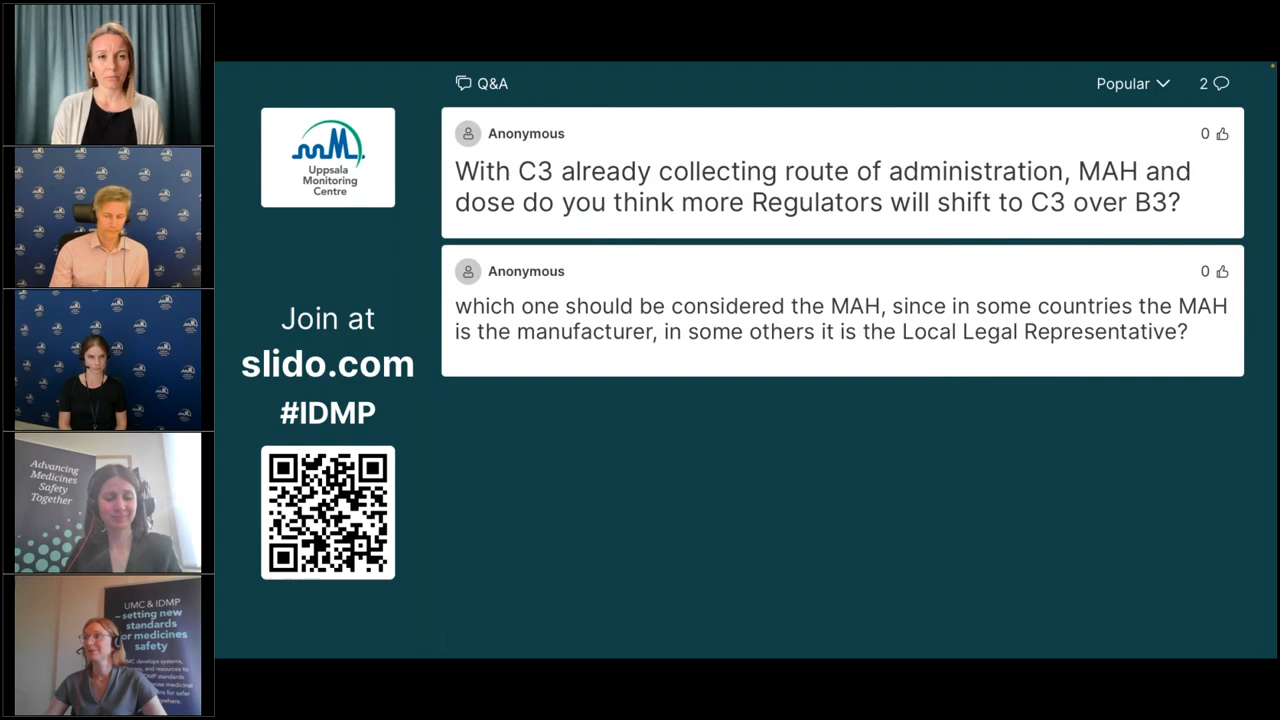 Advancing
Medicines
Safety
Together
UMC & IDMP
– setting new
standards
or medicines
safety
Uppsala
Monitoring
Centre
Join at
slido.com
#IDMP
Q&A
Popular
2
Anonymous
0
With C3 already collecting route of administration, MAH and
dose do you think more Regulators will shift to C3 over B3?
Anonymous
0
which one should be considered the MAH, since in some countries the MAH
is the manufacturer, in some others it is the Local Legal Representative?